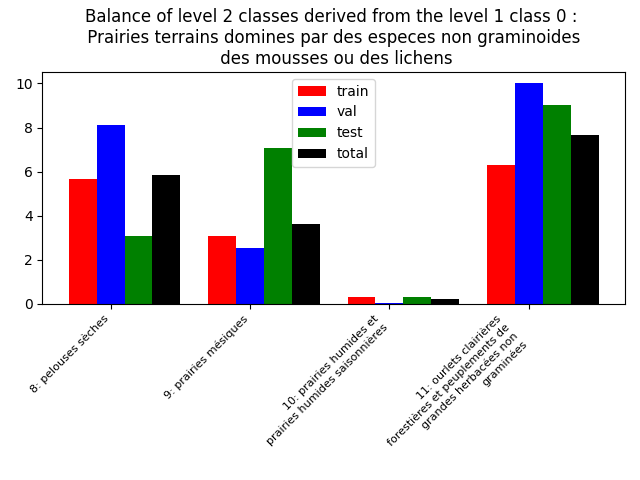 Balance of level 2 classes derived from the level 1 class 0 :
Prairies terrains domines par des especes non graminoides
des mousses ou des lichens
10
8
6
4
2
0
train
val
test
total
8: pelouses sèches
9: prairies mésiques
10: prairies humides et
prairies humides saisonnières
11: ourlets clairières
forestières et peuplements de
grandes herbacées non
graminées